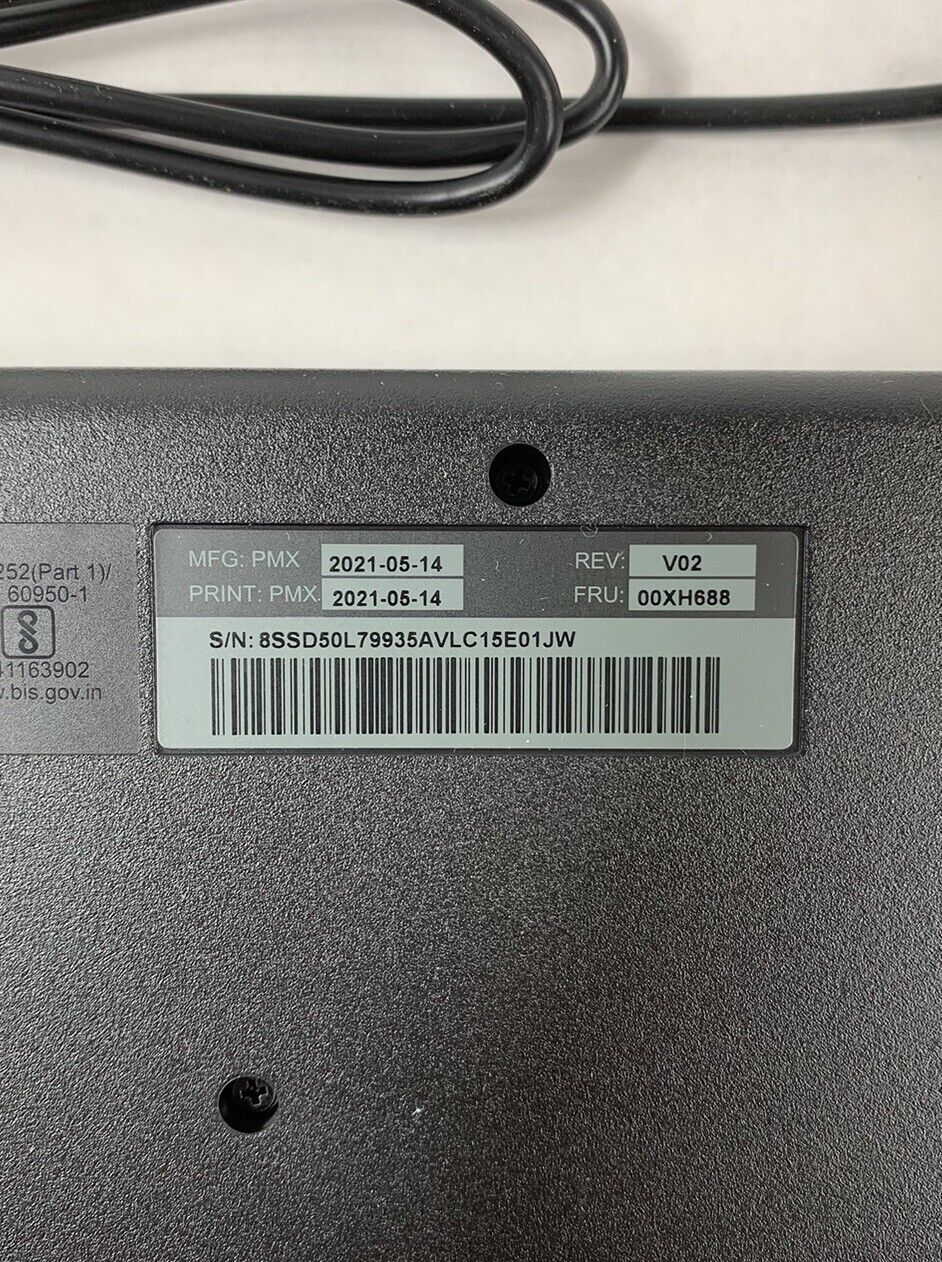 252(Part 1)/
60950-1
41163902
w.bis.gov.in
MFG: PMX 2021-05-14 REV: V02
PRINT: PMX 2021-05-14 FRU: 00XH688
S/N: 8SSD50L79935AVLC15E01JW